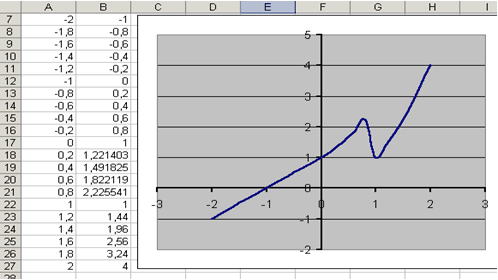 A B C D E F G H I
7 -2 -1
8 -1,8 -0,8
9 -1,6 -0,6
10 -1,4 -0,4
11 -1,2 -0,2
12 -1 0
13 -0,8 0,2
14 -0,6 0,4
15 -0,4 0,6
16 -0,2 0,8
17 0 1
18 0,2 1,221403
19 0,4 1,491825
20 0,6 1,822119
21 0,8 2,225541
22 1 1
23 1,2 1,44
24 1,4 1,96
25 1,6 2,56
26 1,8 3,24
27 2 4
5
4
3
2
1
0
-3 -2 -1 0 1 2 3
-1
-2